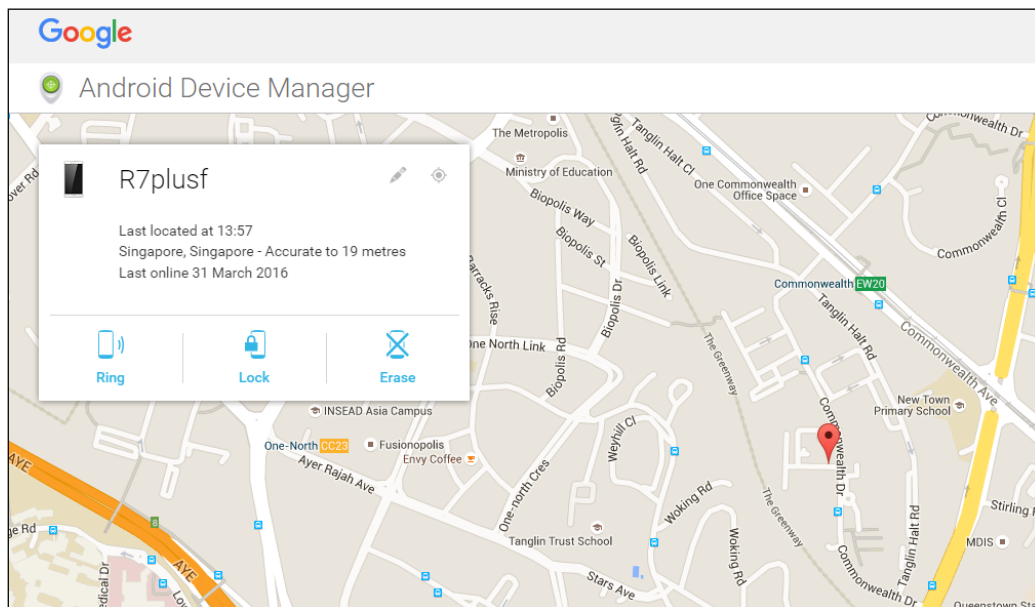 Google
Android Device Manager
R7plusf
Last located at 13:57
Singapore, Singapore - Accurate to 19 metres
Last online 31 March 2016
Ring
Lock
Erase
The Metropolis
Ministry of Education
Biopolis Way
Biopolis St
Biopolis Link
Biopolis Dr
Biopolis Rd
One North Link
Tanglin Halt Rd
Tanglin Halt Cl
One Commonwealth
Office Space
Commonwealth Dr
Commonwealth Cl
Commonwealth EW20
Tanglin Halt Rd
Commonwealth Ave
The Greenway
New Town
Primary School
Commonwealth Dr
INSEAD Asia Campus
One-North CC23
Fusionopolis
Envy Coffee
Ayer Rajah Ave
One-north Cres
Weyhill Cl
Woking Rd
Woking Rd
The Greenway
Tanglin Trust School
Stars Ave
Tanglin Halt Rd
Stirling
MDIS
Queenstown Sta
AYE
AYE
8